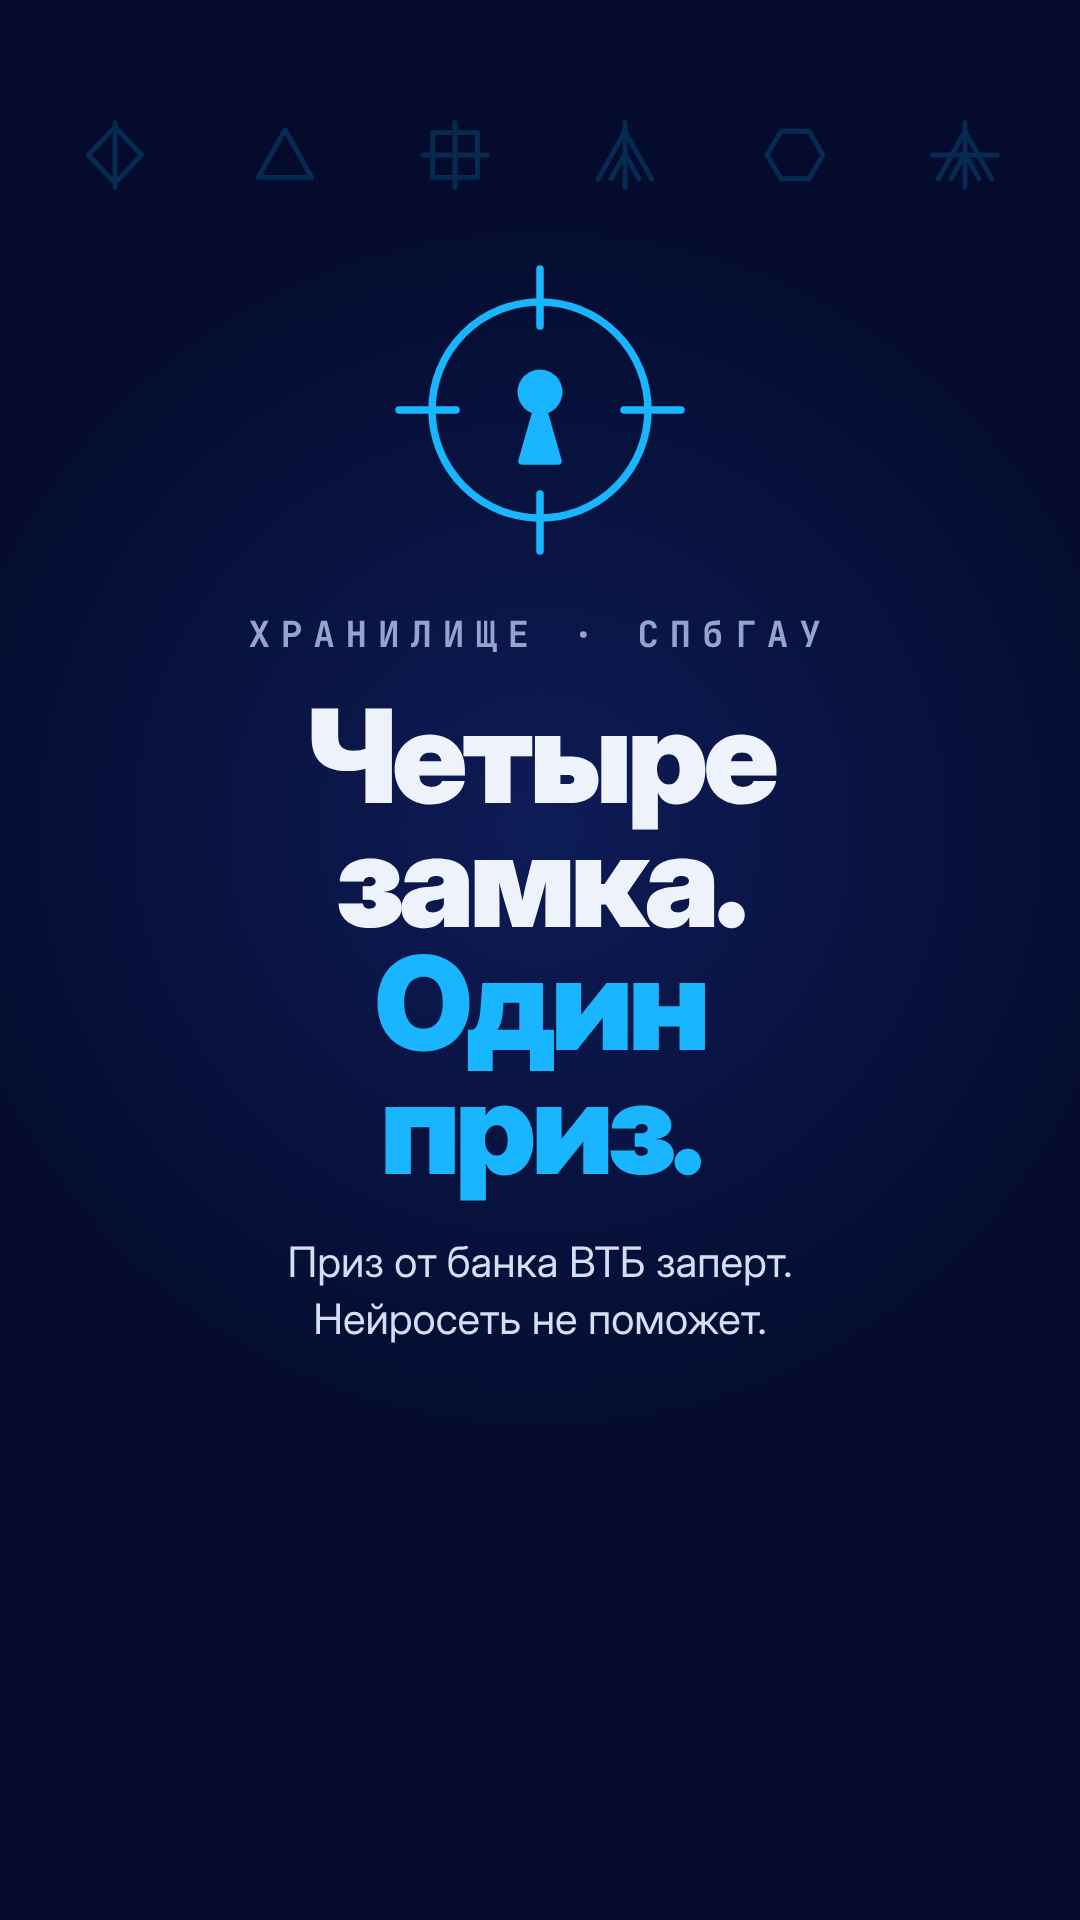 ХРАНИЛИЩЕ · СПбГАУ
Четыре
замка.
Один
приз.
Приз от банка ВТБ заперт.
Нейросеть не поможет.